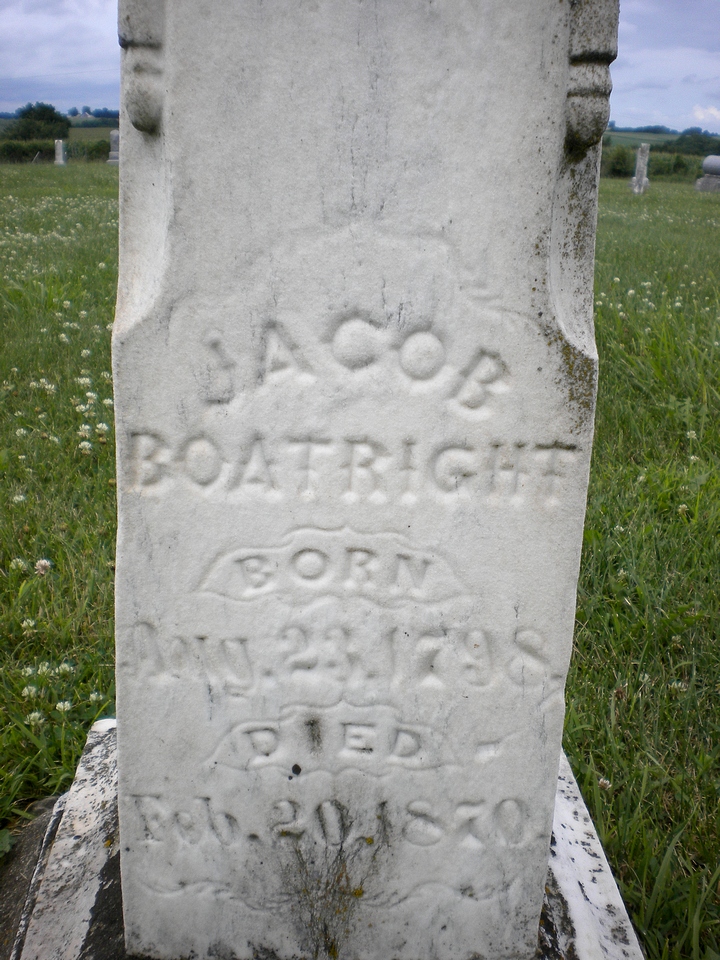 JACOB
BOATRIGHT
BORN
Aug. 23, 1798,
DIED
Feb. 20, 1870.